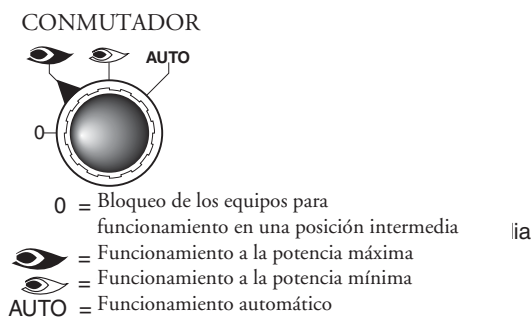 CONMUTADOR
AUTO
0
0 = Bloqueo de los equipos para
funcionamiento en una posición intermedia
= Funcionamiento a la potencia máxima
= Funcionamiento a la potencia mínima
AUTO = Funcionamiento automático